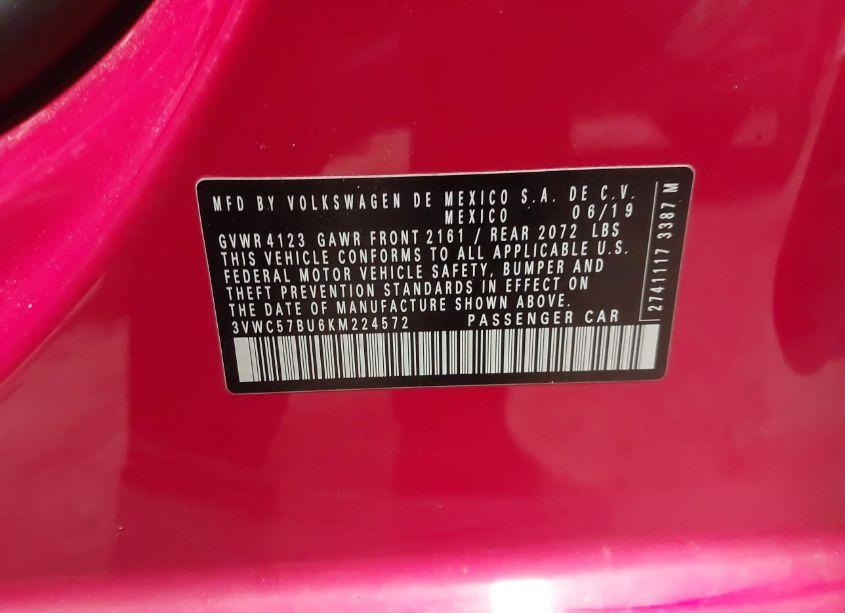 MFD BY VOLKSWAGEN DE MEXICO S.A. DE C.V.
MEXICO 06/19
GVWR 4123 GAWR FRONT 2161 / REAR 2072 LBS
THIS VEHICLE CONFORMS TO ALL APPLICABLE U.S.
FEDERAL MOTOR VEHICLE SAFETY, BUMPER AND
THEFT PREVENTION STANDARDS IN EFFECT ON
THE DATE OF MANUFACTURE SHOWN ABOVE.
3VWC57BU6KM224572 PASSENGER CAR
2741117 3387 M